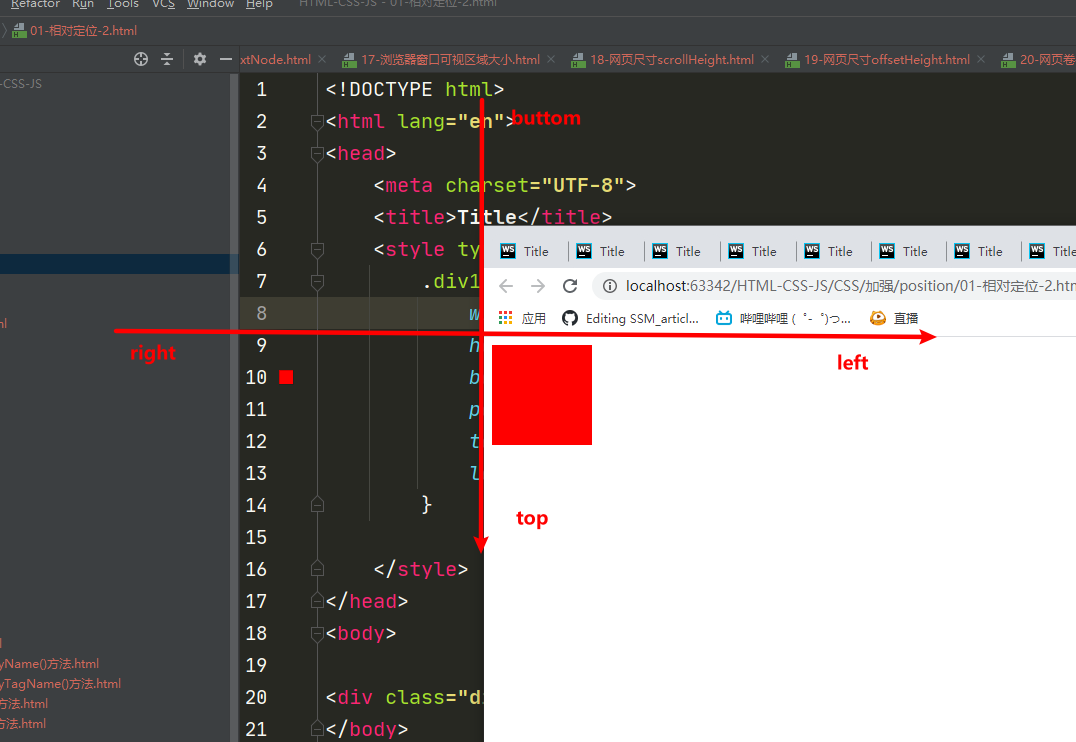 Refactor Run Tools VCS Window Help HTML-CSS-JS - 01-相对定位-2.html
01-相对定位-2.html
xtNode.html 17-浏览器窗口可视区域大小.html 18-网页尺寸scrollHeight.html 19-网页尺寸offsetHeight.html 20-网页卷
-CSS-JS
1 <!DOCTYPE html>
buttom
2 <html lang="en">
3 <head>
4 <meta charset="UTF-8">
5 <title>Title</title>
6 <style ty
Title Title Title Title Title Title Title Title
7 .div1
localhost:63342/HTML-CSS-JS/CSS/加强/position/01-相对定位-2.htm
8 w
应用 Editing SSM_articl... 哔哩哔哩 ( ゜- ゜)つ... 直播
ml
9 h
right
left
10 b
11 p
12 t
13 l
14 }
top
15
16 </style>
17 </head>
18 <body>
19
yName()方法.html
yTagName()方法.html
20 <div class="di
方法.html
方法.html
21 </body>